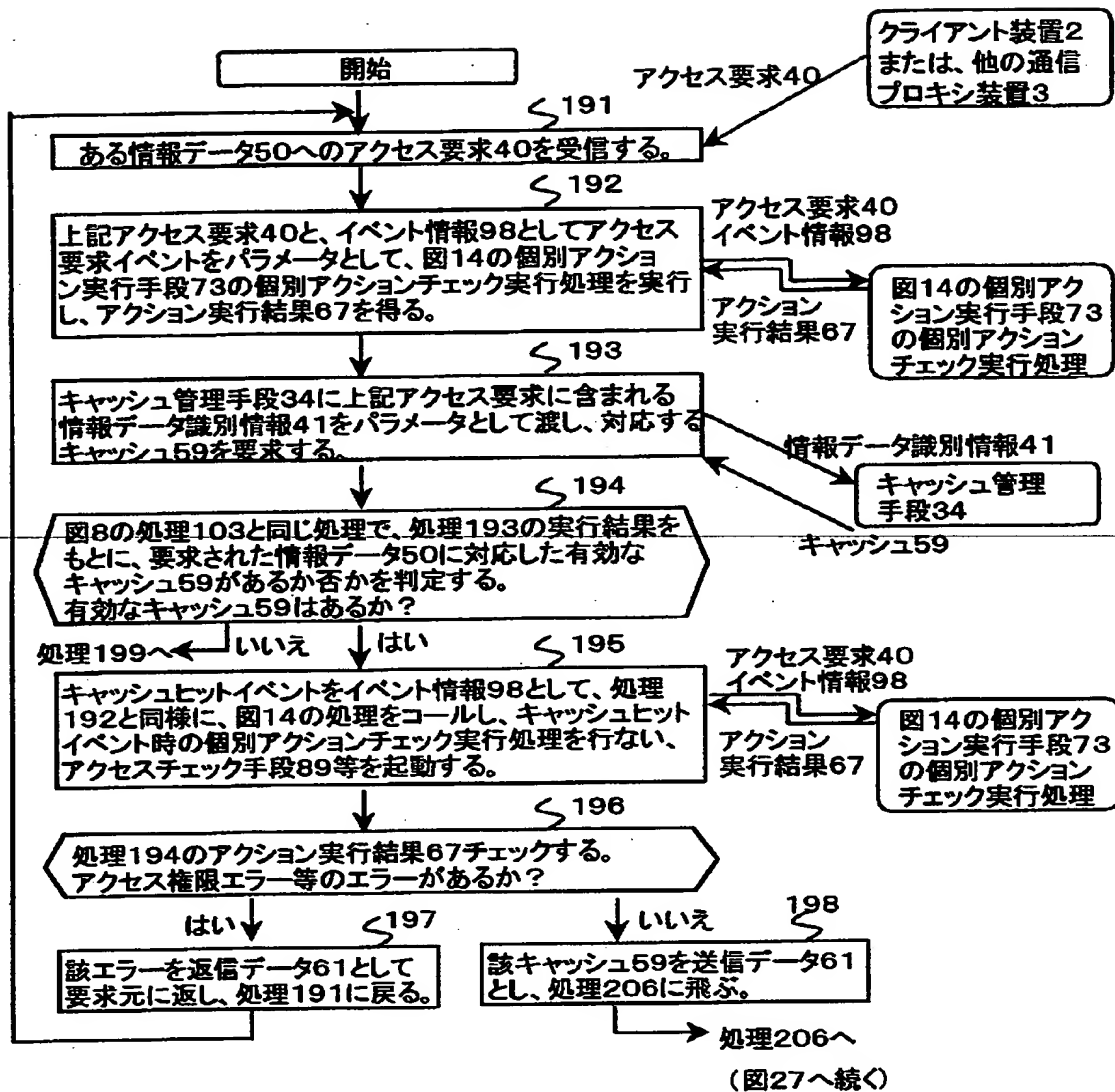 開始
アクセス要求40
クライアント装置2
または、他の通信
プロキシ装置3
191
ある情報データ50へのアクセス要求40を受信する。
192
上記アクセス要求40と、イベント情報98としてアクセス
要求イベントをパラメータとして、図14の個別アクショ
ン実行手段73の個別アクションチェック実行処理を実行
し、アクション実行結果67を得る。
アクセス要求40
イベント情報98
アクション
実行結果67
図14の個別アク
ション実行手段73
の個別アクション
チェック実行処理
193
キャッシュ管理手段34に上記アクセス要求に含まれる
情報データ識別情報41をパラメータとして渡し、対応する
キャッシュ59を要求する。
情報データ識別情報41
キャッシュ管理
手段34
キャッシュ59
194
図8の処理103と同じ処理で、処理193の実行結果を
もとに、要求された情報データ50に対応した有効な
キャッシュ59があるか否かを判定する。
有効なキャッシュ59はあるか?
処理199へ
いいえ
はい
195
キャッシュヒットイベントをイベント情報98として、処理
192と同様に、図14の処理をコールし、キャッシュヒット
イベント時の個別アクションチェック実行処理を行ない、
アクセスチェック手段89等を起動する。
アクセス要求40
イベント情報98
アクション
実行結果67
図14の個別アク
ション実行手段73
の個別アクション
チェック実行処理
196
処理194のアクション実行結果67チェックする。
アクセス権限エラー等のエラーがあるか?
はい
197
該エラーを返信データ61として
要求元に返し、処理191に戻る。
いいえ
198
該キャッシュ59を送信データ61
とし、処理206に飛ぶ。
処理206へ
(図27へ続く)